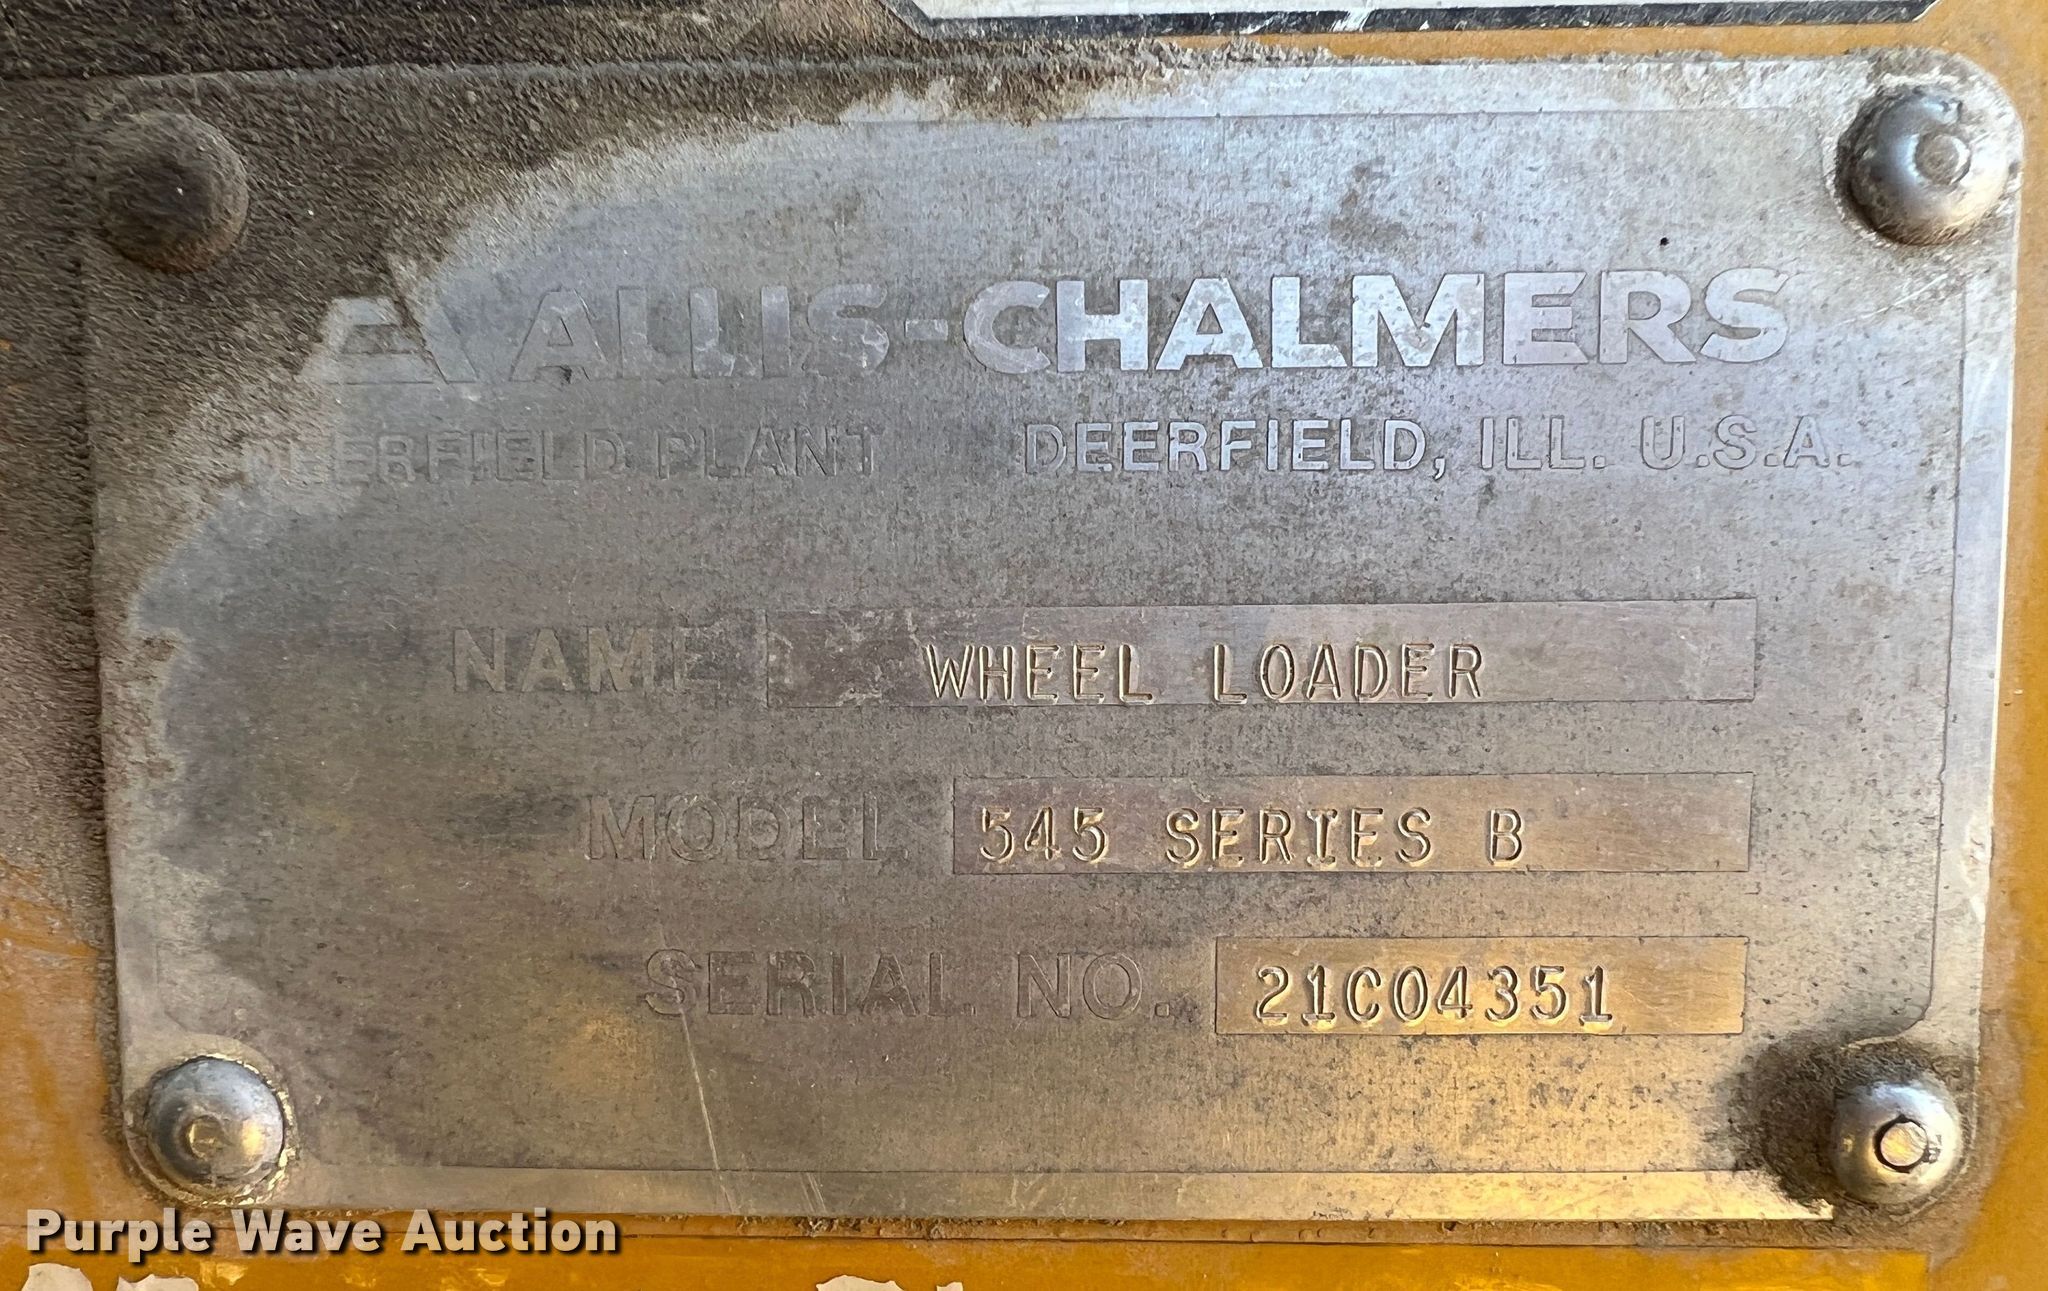 ALLIS-CHALMERS
DEERFIELD PLANT DEERFIELD, ILL. U.S.A.
NAME WHEEL LOADER
MODEL 545 SERIES B
SERIAL NO. 21C04351
Purple Wave Auction